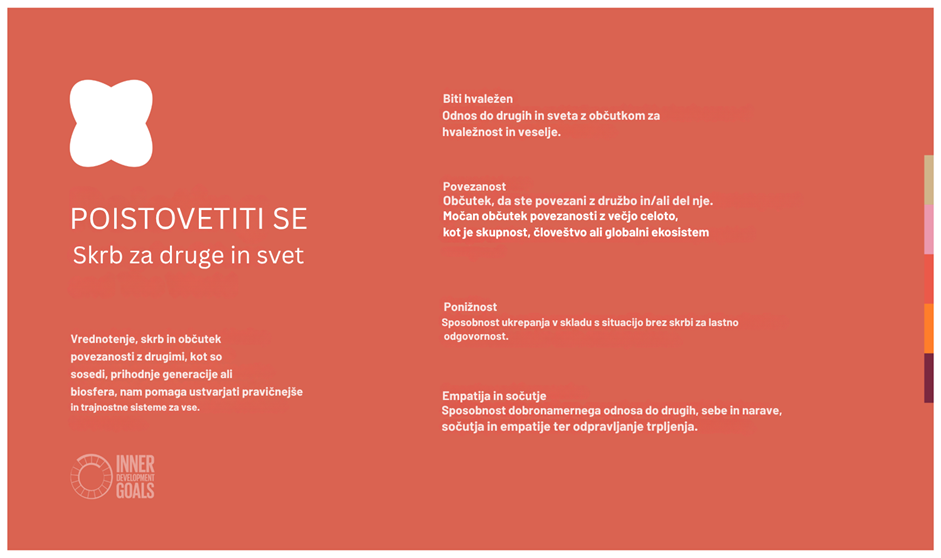 POISTOVETITI SE
Skrb za druge in svet
Vrednotenje, skrb in občutek
povezanosti z drugimi, kot so
sosedi, prihodnje generacije ali
biosfera, nam pomaga ustvarjati pravičnejše
in trajnostne sisteme za vse.
INNER
DEVELOPMENT
GOALS
Biti hvaležen
Odnos do drugih in sveta z občutkom za
hvaležnost in veselje.
Povezanost
Občutek, da ste povezani z družbo in/ali del nje.
Močan občutek povezanosti z večjo celoto,
kot je skupnost, človeštvo ali globalni ekosistem
Ponižnost
Sposobnost ukrepanja v skladu s situacijo brez skrbi za lastno
odgovornost.
Empatija in sočutje
Sposobnost dobronamernega odnosa do drugih, sebe in narave,
sočutja in empatije ter odpravljanje trpljenja.